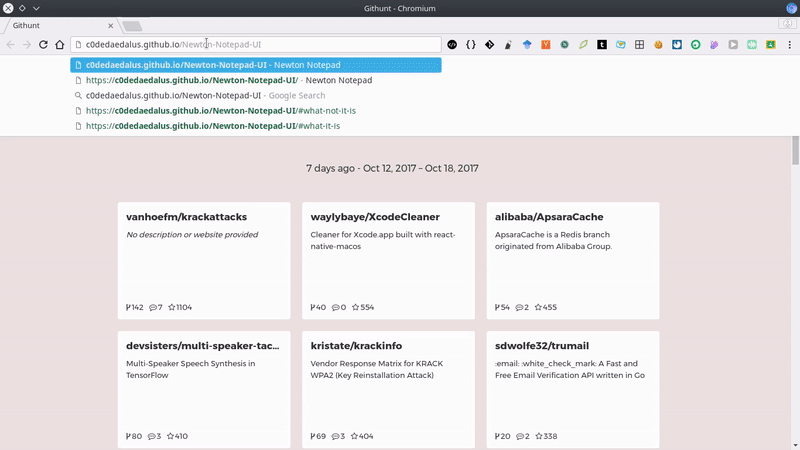 Githunt - Chromium
Githunt
c0dedaedalus.github.io/Newton-Notepad-UI
c0dedaedalus.github.io/Newton-Notepad-UI - Newton Notepad
https://c0dedaedalus.github.io/Newton-Notepad-UI/ - Newton Notepad
c0dedaedalus.github.io/Newton-Notepad-UI - Google Search
https://c0dedaedalus.github.io/Newton-Notepad-UI/#what-not-it-is
https://c0dedaedalus.github.io/Newton-Notepad-UI/#what-it-is
7 days ago - Oct 12, 2017 – Oct 18, 2017
vanhoefm/krackattacks
No description or website provided
142 7 1104
waylybaye/XcodeCleaner
Cleaner for Xcode.app built with react-
native-macos
40 0 554
alibaba/ApsaraCache
ApsaraCache is a Redis branch
originated from Alibaba Group.
54 2 455
devsisters/multi-speaker-tac...
Multi-Speaker Speech Synthesis in
TensorFlow
80 3 410
kristate/krackinfo
Vendor Response Matrix for KRACK
WPA2 (Key Reinstallation Attack)
69 3 404
sdwolfe32/trumail
:email: :white_check_mark: A Fast and
Free Email Verification API written in Go
20 2 338